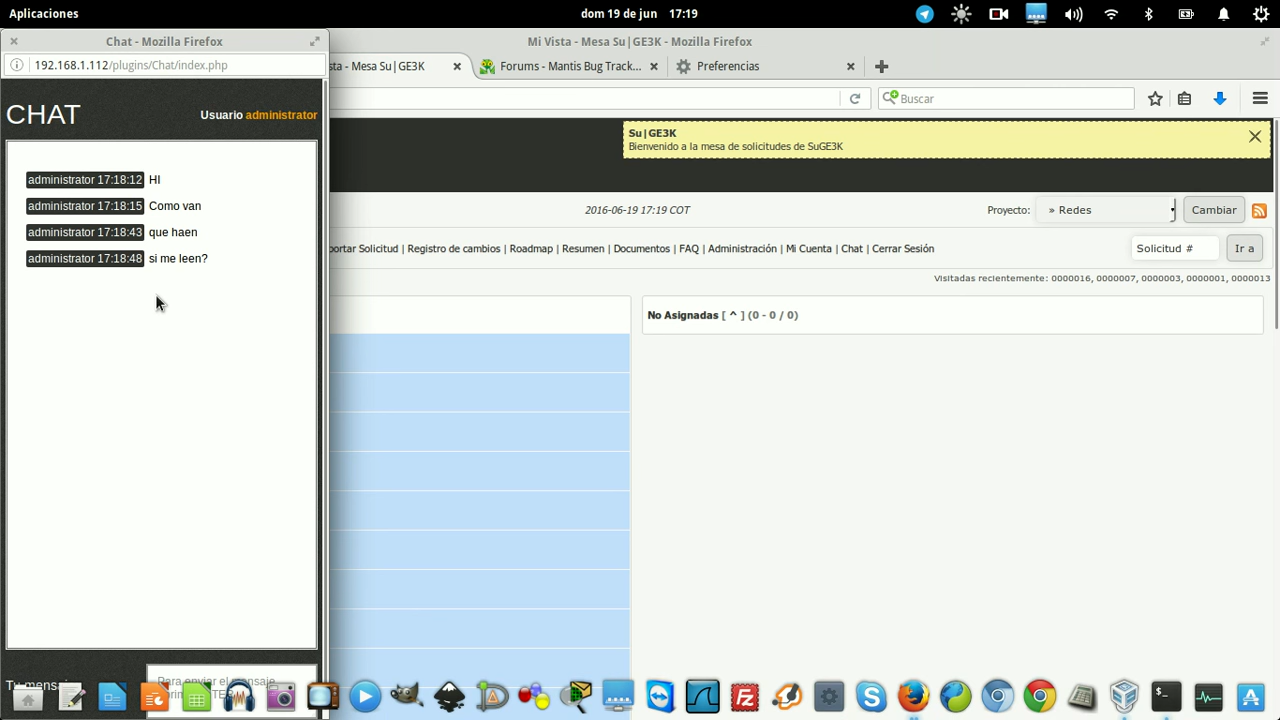 Aplicaciones
dom 19 de jun 17:19
Chat - Mozilla Firefox
192.168.1.112/plugins/Chat/index.php
CHAT
Usuario administrator
administrator 17:18:12 HI
administrator 17:18:15 Como van
administrator 17:18:43 que haen
administrator 17:18:48 si me leen?
Para enviar el mensaje
Mi Vista - Mesa Su|GE3K - Mozilla Firefox
sta - Mesa Su|GE3K
Forums - Mantis Bug Track...
Preferencias
Buscar
Su|GE3K
Bienvenido a la mesa de solicitudes de SuGE3K
2016-06-19 17:19 COT
Proyecto:
» Redes
Cambiar
portar Solicitud | Registro de cambios | Roadmap | Resumen | Documentos | FAQ | Administración | Mi Cuenta | Chat | Cerrar Sesión
Solicitud #
Ir a
Visitadas recientemente: 0000016, 0000007, 0000003, 0000001, 0000013
No Asignadas [ ^ ] (0 - 0 / 0)